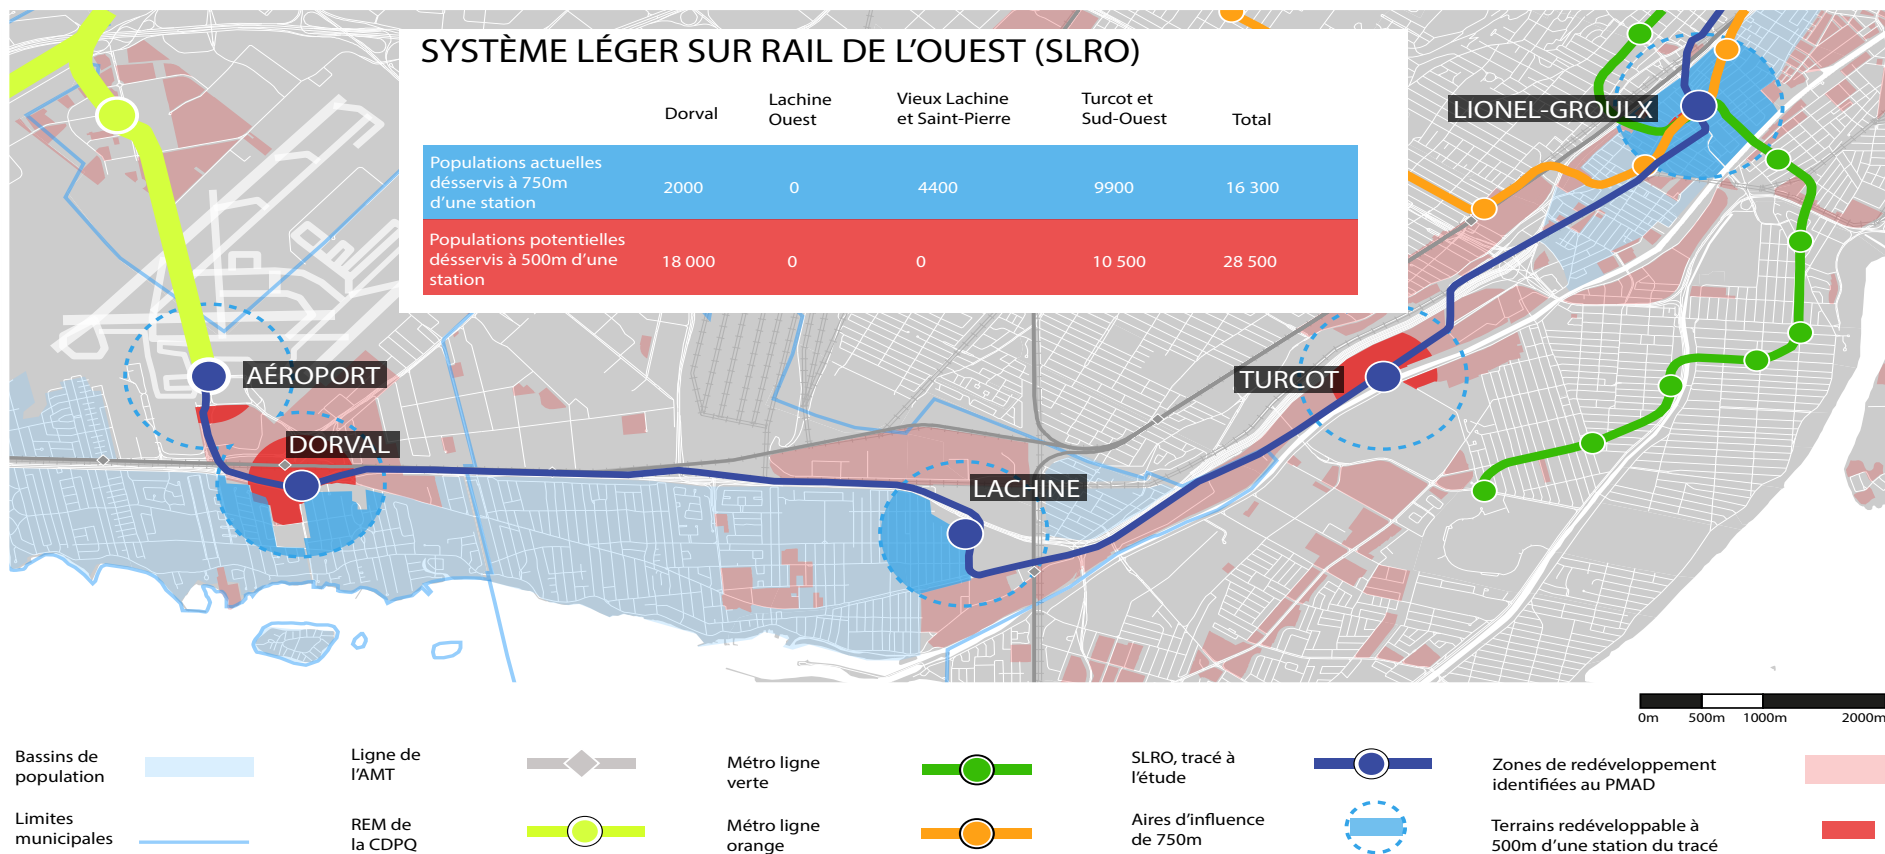 SYSTÈME LÉGER SUR RAIL DE L'OUEST (SLRO)
Dorval
Lachine
Ouest
Vieux Lachine
et Saint-Pierre
Turcot et
Sud-Ouest
Total
Populations actuelles
désservis à 750m
d'une station
2000
0
4400
9900
16 300
Populations potentielles
désservis à 500m d'une
station
18 000
0
0
10 500
28 500
LIONEL-GROULX
AÉROPORT
TURCOT
DORVAL
LACHINE
0m
500m
1000m
2000m
Bassins de
population
Ligne de
l'AMT
Métro ligne
verte
SLRO, tracé à
l'étude
Zones de redéveloppement
identifiées au PMAD
Limites
municipales
REM de
la CDPQ
Métro ligne
orange
Aires d'influence
de 750m
Terrains redéveloppable à
500m d'une station du tracé